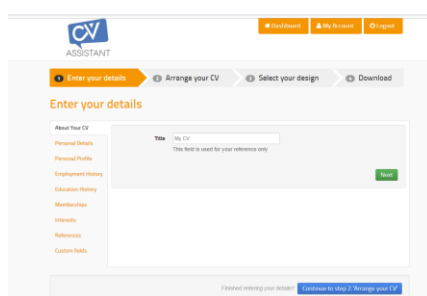 CV
ASSISTANT
Dashboard
My Account
Logout
1 Enter your details
2 Arrange your CV
3 Select your design
4 Download
Enter your details
About Your CV
Personal Details
Personal Profile
Employment History
Education History
Memberships
Interests
References
Custom Fields
Title
My CV
This field is used for your reference only
Next
Finished entering your details?
Continue to step 2 'Arrange your CV'